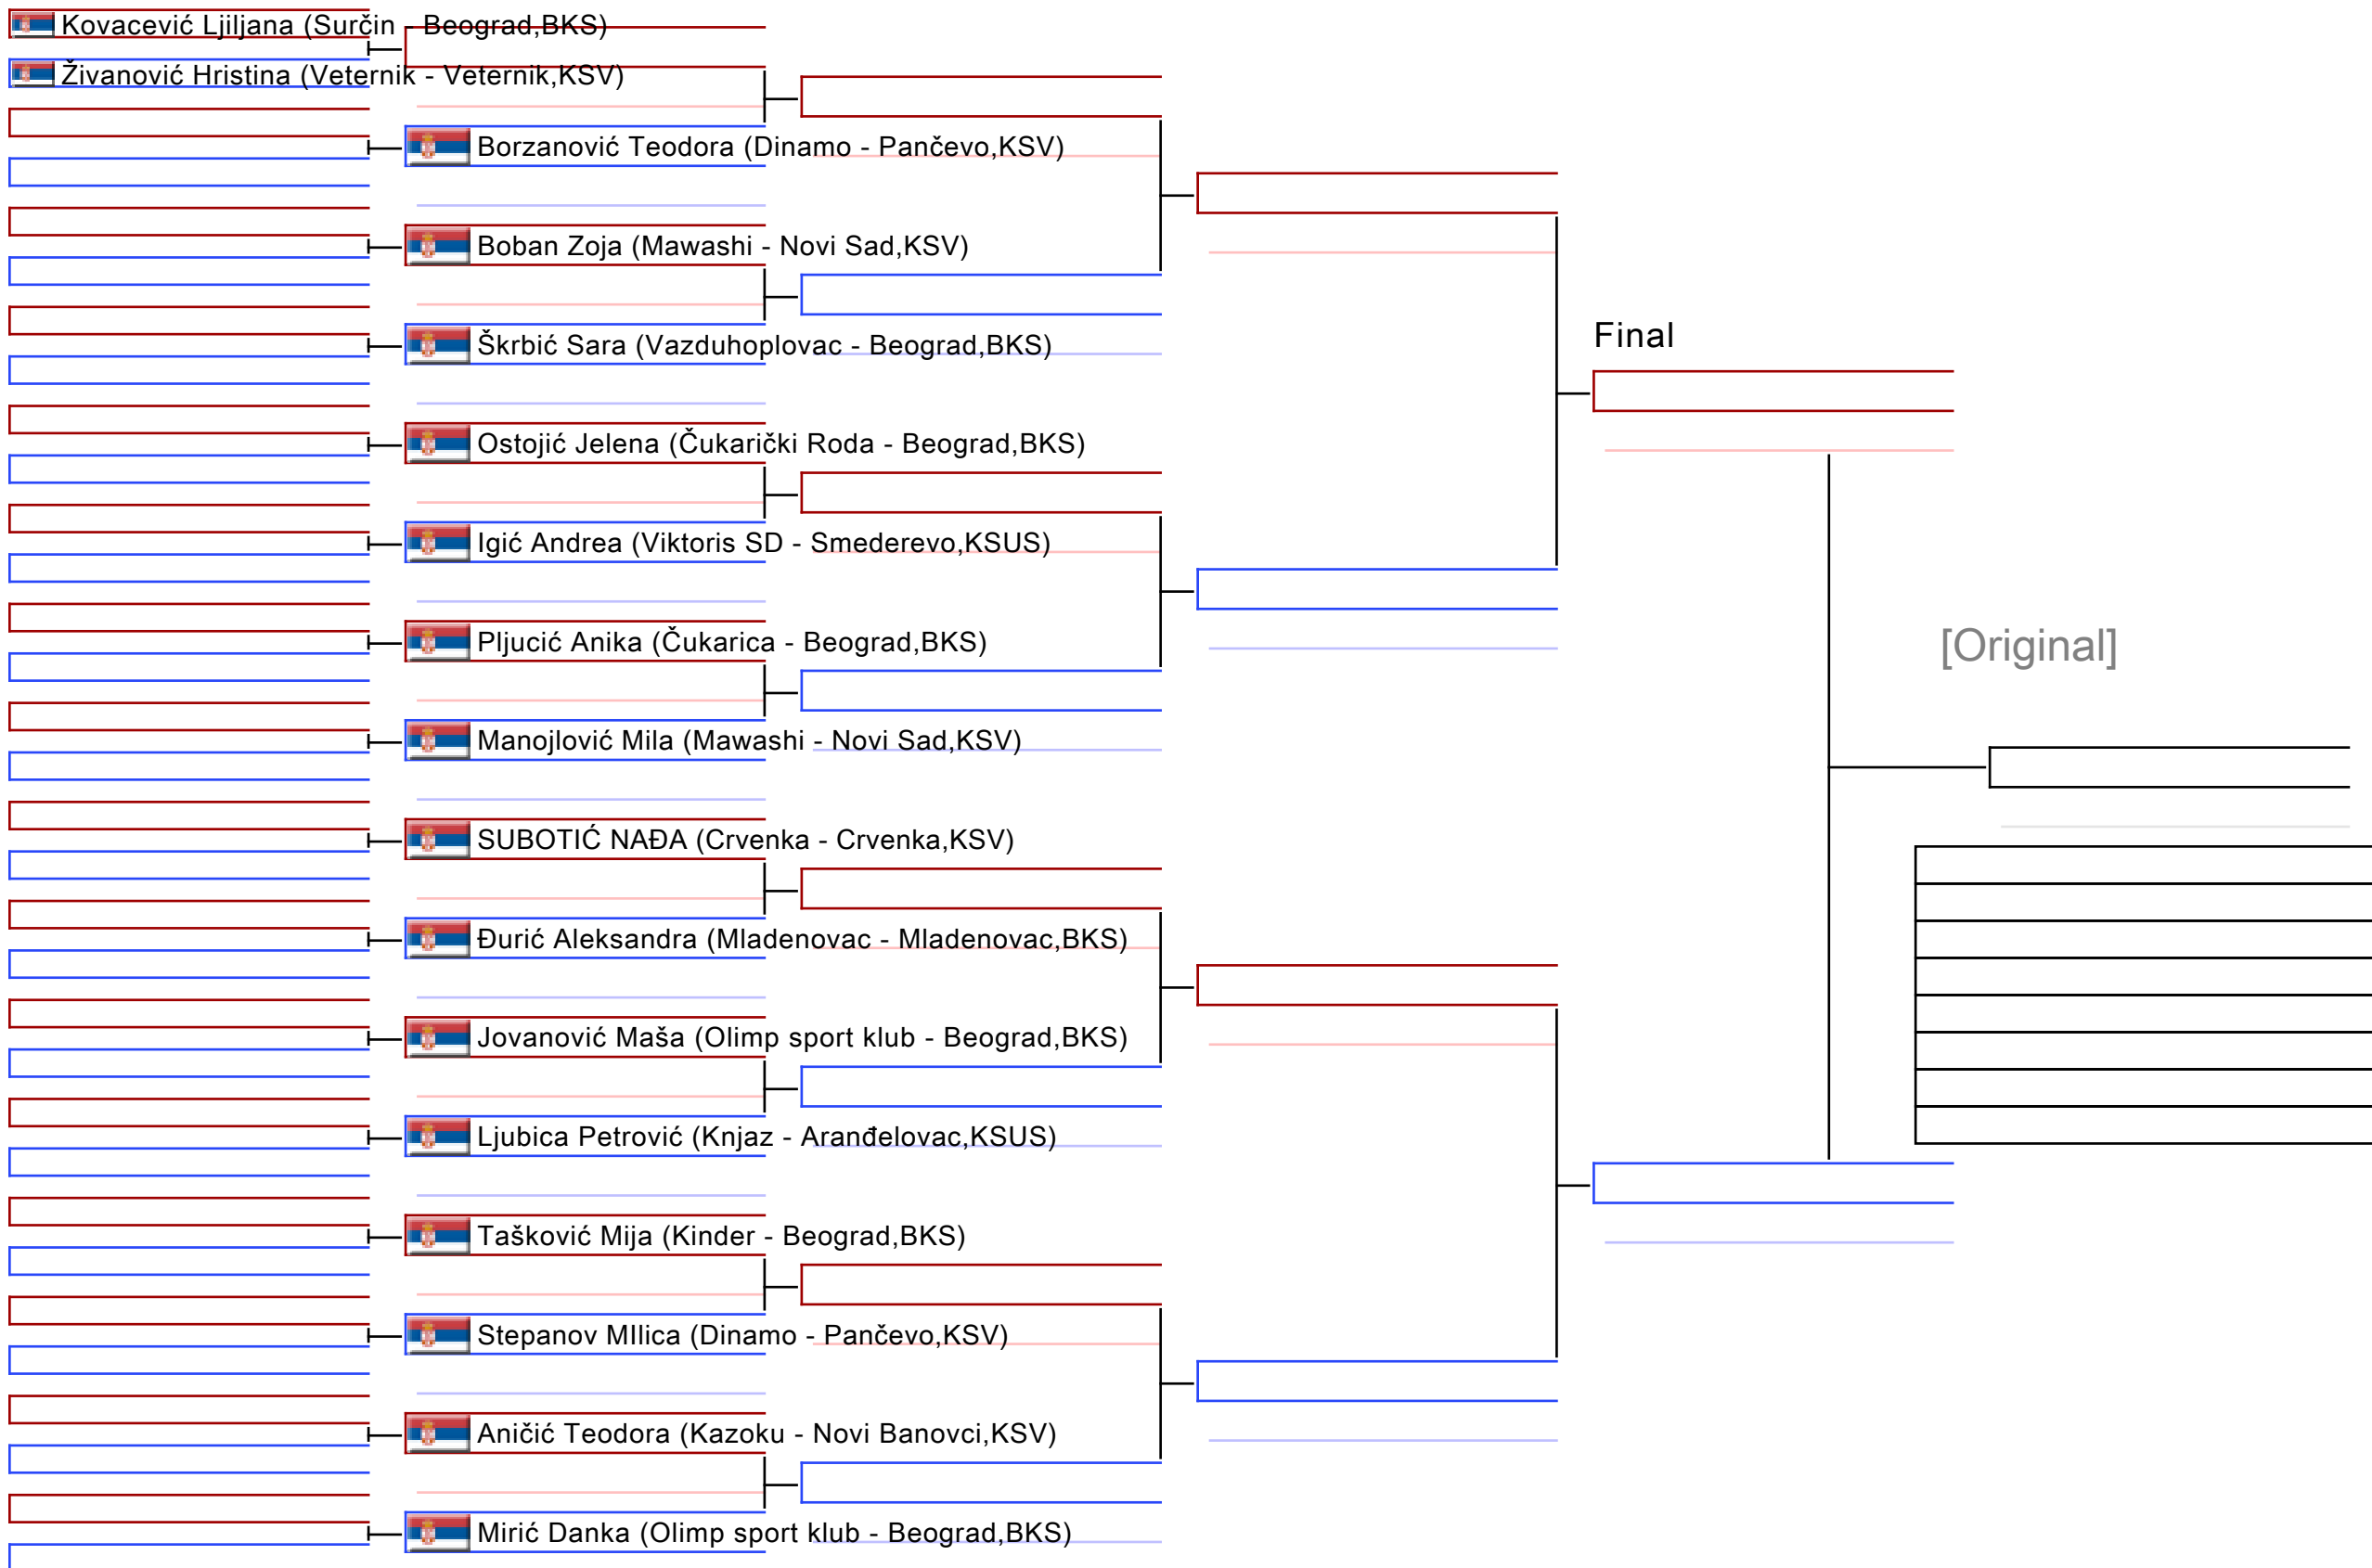 Kovacević Ljiljana (Surčin - Beograd,BKS)
Živanović Hristina (Veternik - Veternik,KSV)
Borzanović Teodora (Dinamo - Pančevo,KSV)
Boban Zoja (Mawashi - Novi Sad,KSV)
Škrbić Sara (Vazduhoplovac - Beograd,BKS)
Final
Ostojić Jelena (Čukarički Roda - Beograd,BKS)
Igić Andrea (Viktoris SD - Smederevo,KSUS)
Pljucić Anika (Čukarica - Beograd,BKS)
[Original]
Manojlović Mila (Mawashi - Novi Sad,KSV)
SUBOTIĆ NAĐA (Crvenka - Crvenka,KSV)
Đurić Aleksandra (Mladenovac - Mladenovac,BKS)
Jovanović Maša (Olimp sport klub - Beograd,BKS)
Ljubica Petrović (Knjaz - Aranđelovac,KSUS)
Tašković Mija (Kinder - Beograd,BKS)
Stepanov MIlica (Dinamo - Pančevo,KSV)
Aničić Teodora (Kazoku - Novi Banovci,KSV)
Mirić Danka (Olimp sport klub - Beograd,BKS)